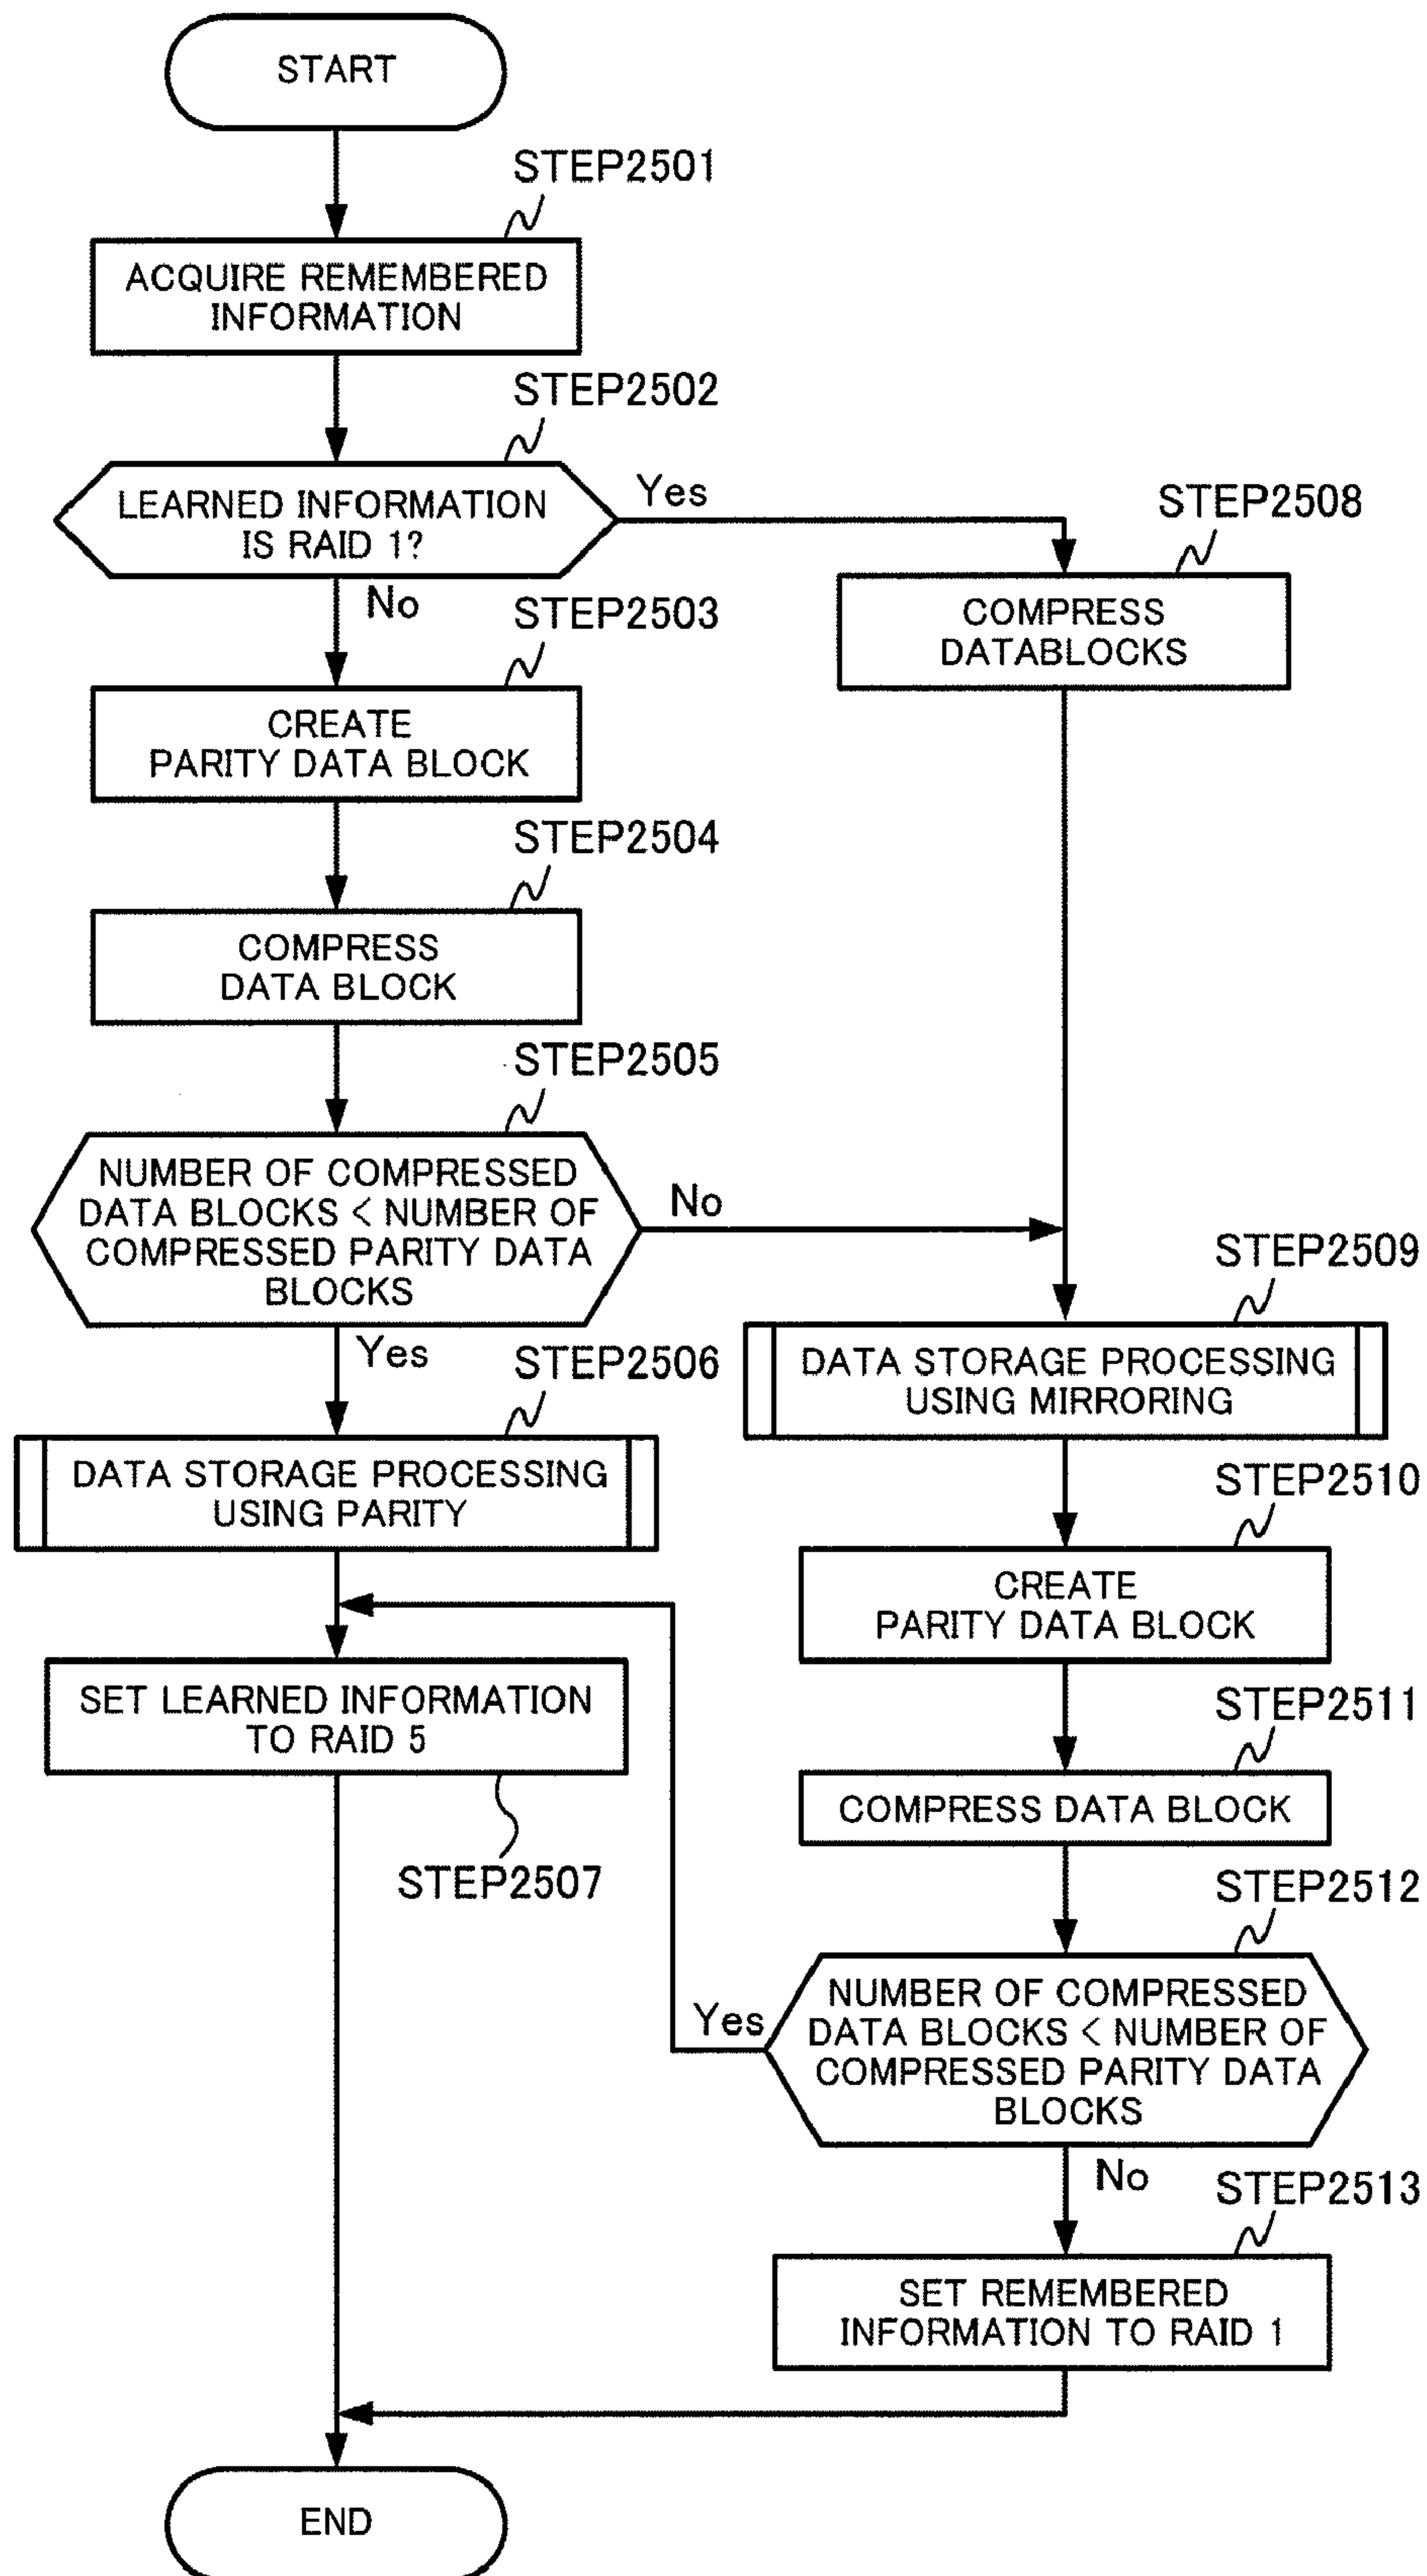 START
STEP2501
ACQUIRE REMEMBERED
INFORMATION
STEP2502
LEARNED INFORMATION
IS RAID 1?
Yes
No
STEP2508
COMPRESS
DATABLOCKS
STEP2503
CREATE
PARITY DATA BLOCK
STEP2504
COMPRESS
DATA BLOCK
STEP2505
NUMBER OF COMPRESSED
DATA BLOCKS < NUMBER OF
COMPRESSED PARITY DATA
BLOCKS
No
Yes
STEP2509
DATA STORAGE PROCESSING
USING MIRRORING
STEP2506
DATA STORAGE PROCESSING
USING PARITY
STEP2510
CREATE
PARITY DATA BLOCK
SET LEARNED INFORMATION
TO RAID 5
STEP2507
STEP2511
COMPRESS DATA BLOCK
STEP2512
NUMBER OF COMPRESSED
DATA BLOCKS < NUMBER OF
COMPRESSED PARITY DATA
BLOCKS
Yes
No
STEP2513
SET REMEMBERED
INFORMATION TO RAID 1
END